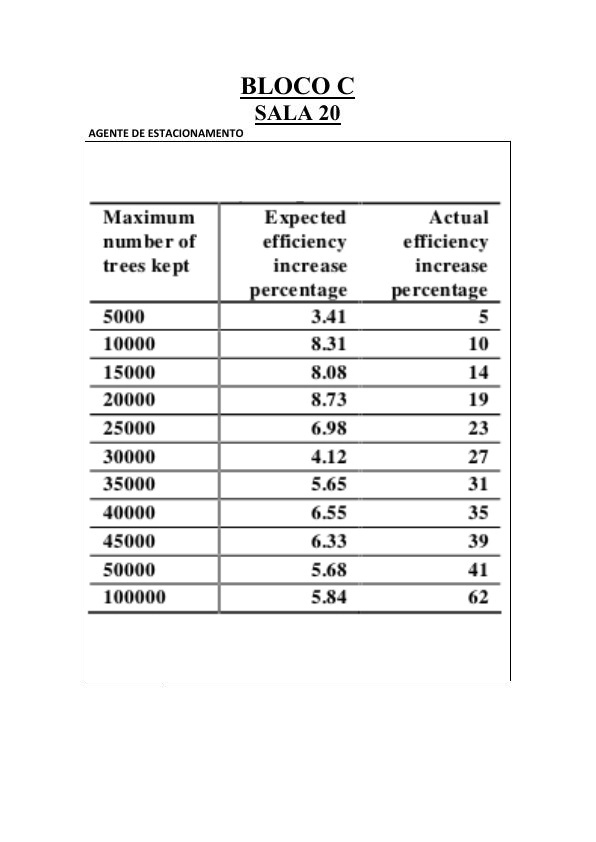 BLOCO C
SALA 20
AGENTE DE ESTACIONAMENTO
Maximum number of trees kept Expected efficiency increase percentage Actual efficiency increase percentage
5000 3.41 5
10000 8.31 10
15000 8.08 14
20000 8.73 19
25000 6.98 23
30000 4.12 27
35000 5.65 31
40000 6.55 35
45000 6.33 39
50000 5.68 41
100000 5.84 62